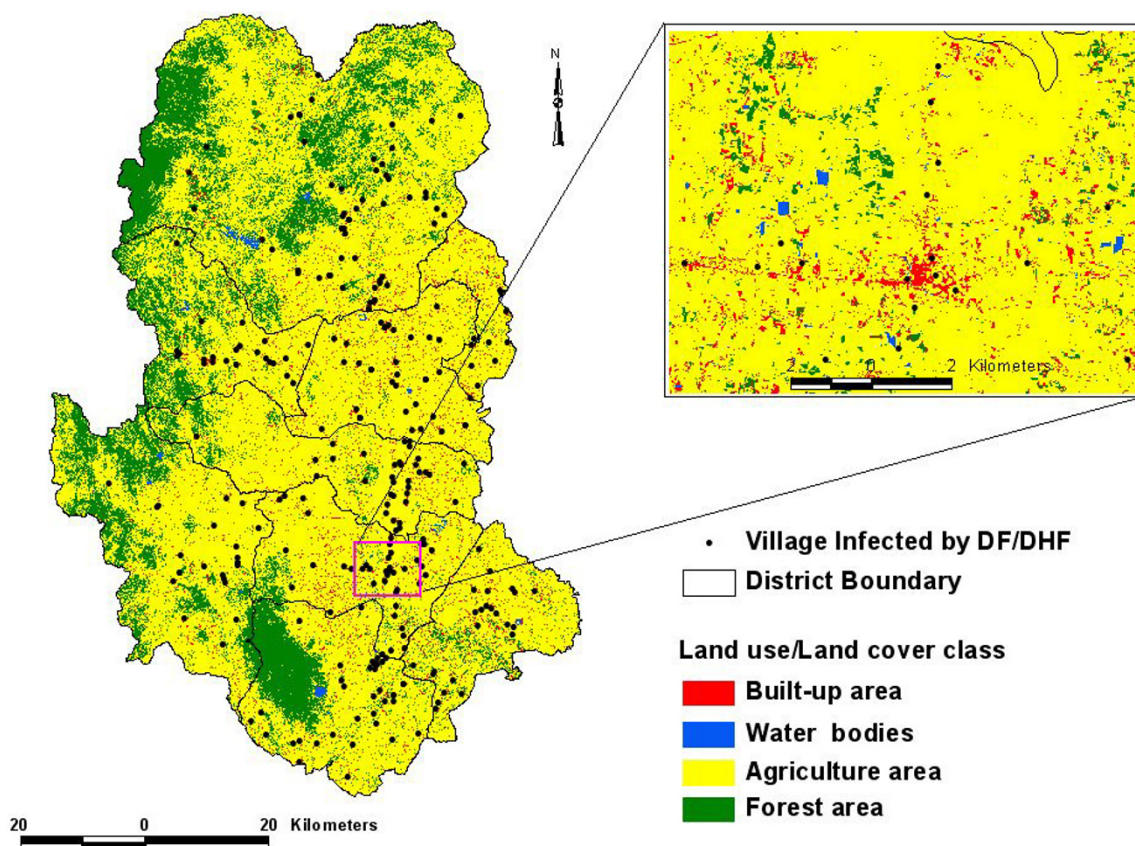 N
2 0 2 Kilometers
Village Infected by DF/DHF
District Boundary
Land use/Land cover class
Built-up area
Water bodies
Agriculture area
Forest area
20 0 20 Kilometers